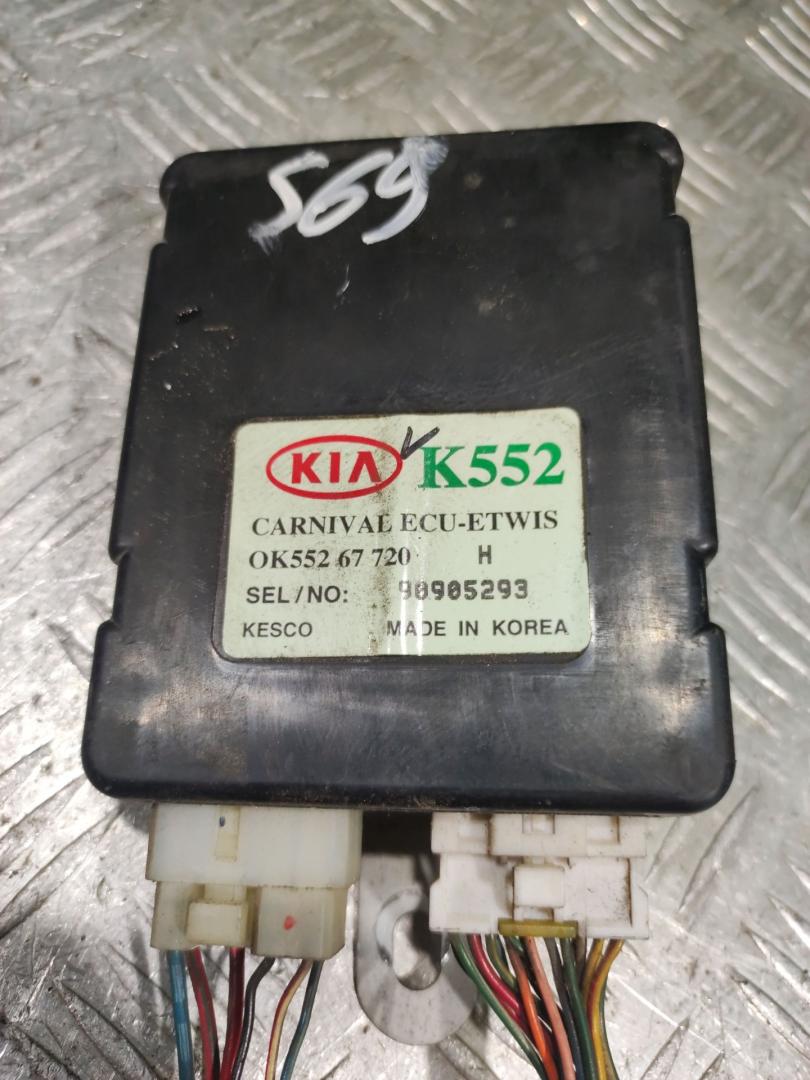 569
KIA K552
CARNIVAL ECU-ETWIS
OK552 67 720 H
SEL/NO: 90905293
KESCO MADE IN KOREA